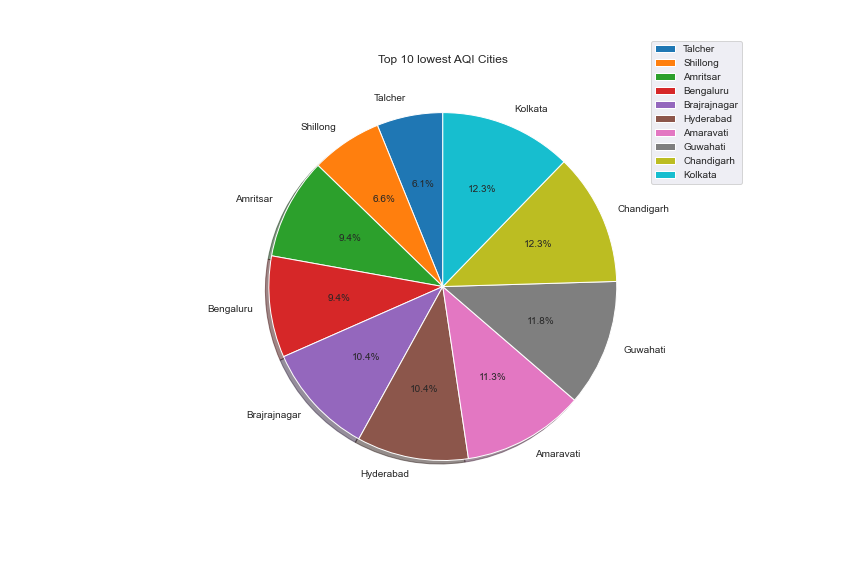 Top 10 lowest AQI Cities
Talcher
Shillong
Amritsar
Bengaluru
Brajrajnagar
Hyderabad
Amaravati
Guwahati
Chandigarh
Kolkata
Talcher
6.1%
Shillong
6.6%
Amritsar
9.4%
Bengaluru
9.4%
Brajrajnagar
10.4%
Hyderabad
10.4%
Amaravati
11.3%
Guwahati
11.8%
Chandigarh
12.3%
Kolkata
12.3%